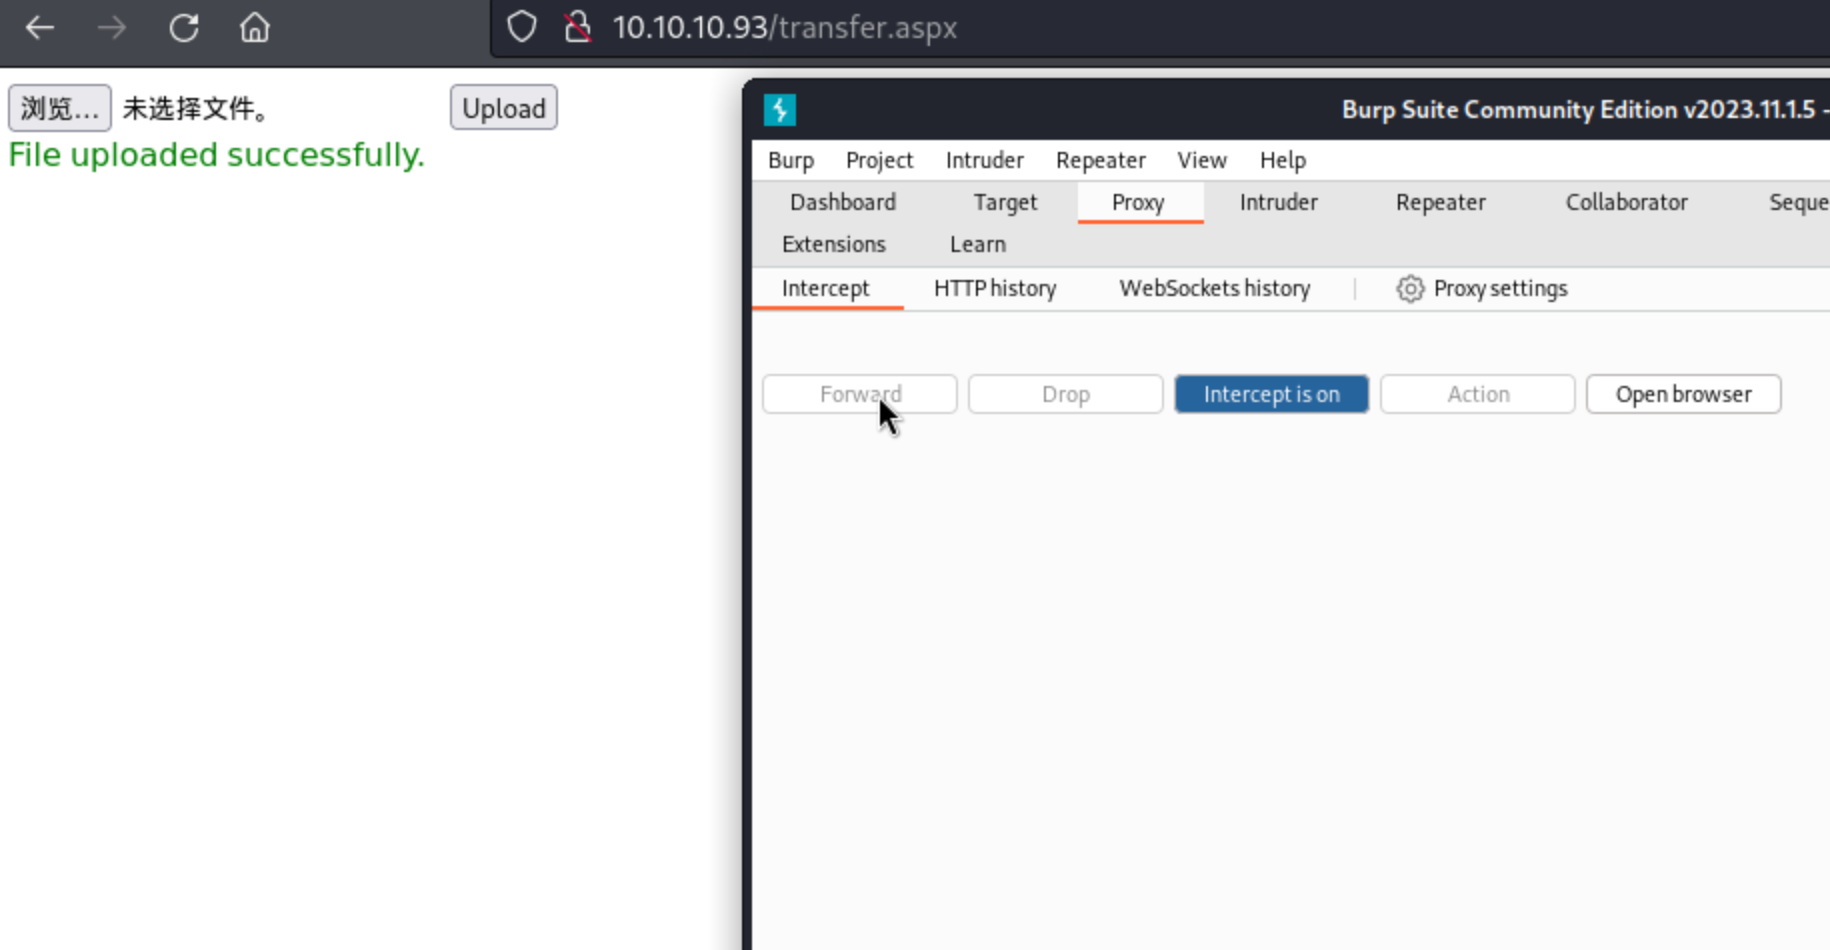 10.10.10.93/transfer.aspx
浏览... 未选择文件。 Upload
File uploaded successfully.
Burp Suite Community Edition v2023.11.1.5 -
Burp Project Intruder Repeater View Help
Dashboard Target Proxy Intruder Repeater Collaborator Seque
Extensions Learn
Intercept HTTP history WebSockets history Proxy settings
Forward Drop Intercept is on Action Open browser